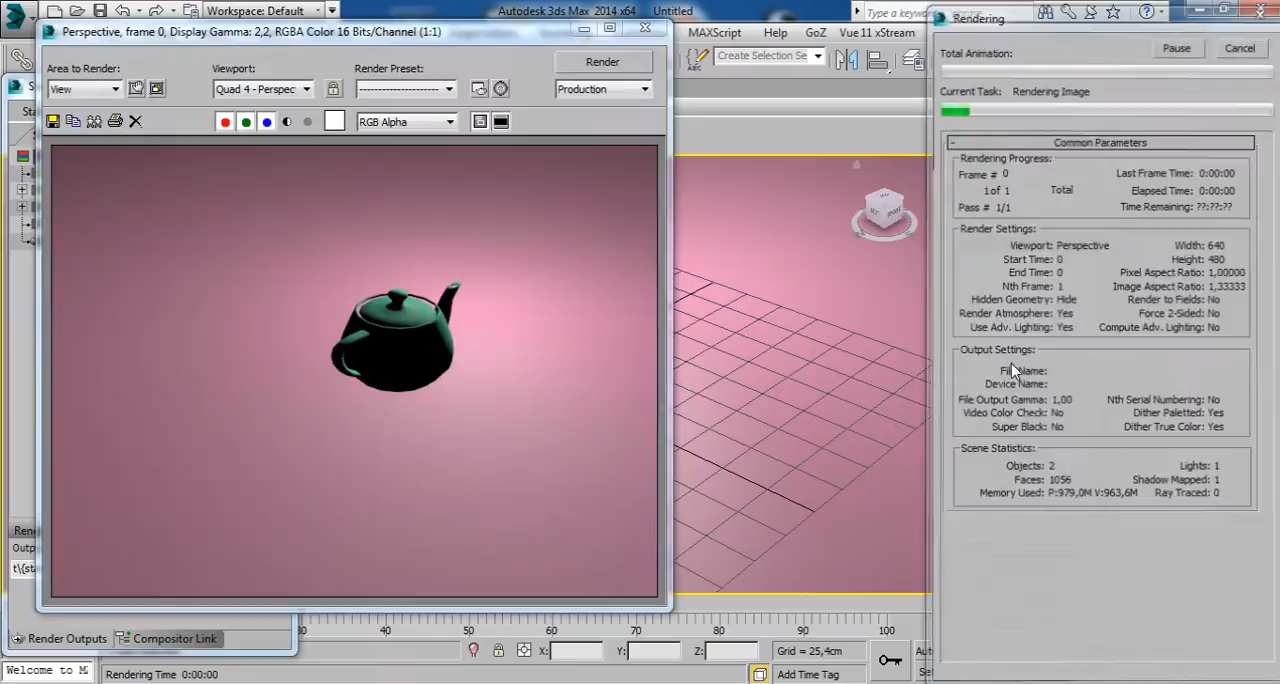 Workspace: Default
Autodesk 3ds Max 2014 x64 Untitled
Type a keyw
Rendering
Perspective, frame 0, Display Gamma: 2,2, RGBA Color 16 Bits/Channel (1:1)
MAXScript Help GoZ Vue 11 xStream
Create Selection Se
Area to Render: Viewport: Render Preset: Render
View Quad 4 - Perspec Production
RGB Alpha
Total Animation: Pause Cancel
Current Task: Rendering Image
Common Parameters
Rendering Progress:
Frame # 0 Last Frame Time: 0:00:00
1 of 1 Total Elapsed Time: 0:00:00
Pass # 1/1 Time Remaining: ??:??:??
Render Settings:
Viewport: Perspective Width: 640
Start Time: 0 Height: 480
End Time: 0 Pixel Aspect Ratio: 1,00000
Nth Frame: 1 Image Aspect Ratio: 1,33333
Hidden Geometry: Hide Render to Fields: No
Render Atmosphere: Yes Force 2-Sided: No
Use Adv. Lighting: Yes Compute Adv. Lighting: No
Output Settings:
File Name:
Device Name:
File Output Gamma: 1,00 Nth Serial Numbering: No
Video Color Check: No Dither Paletted: Yes
Super Black: No Dither True Color: Yes
Scene Statistics:
Objects: 2 Lights: 1
Faces: 1056 Shadow Mapped: 1
Memory Used: P:979,0M V:963,6M Ray Traced: 0
Render Outputs Compositor Link
30 40 50 60 70 80 90 100
X: Y: Z: Grid = 25,4cm
Welcome to M
Rendering Time 0:00:00 Add Time Tag